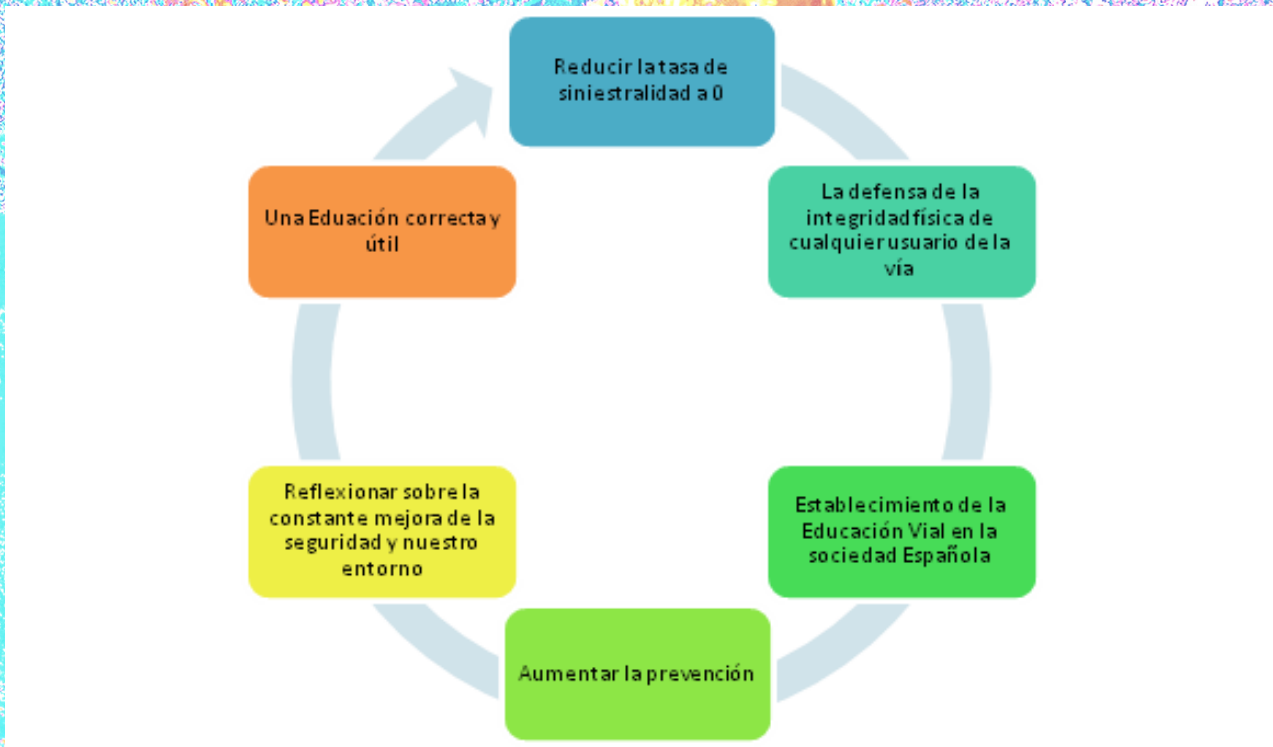 Reducir la tasa de
siniestralidad a 0
La defensa de la
integridad física de
cualquier usuario de la
vía
Establecimiento de la
Educación Vial en la
sociedad Española
Aumentar la prevención
Reflexionar sobre la
constante mejora de la
seguridad y nuestro
entorno
Una Eduación correcta y
útil